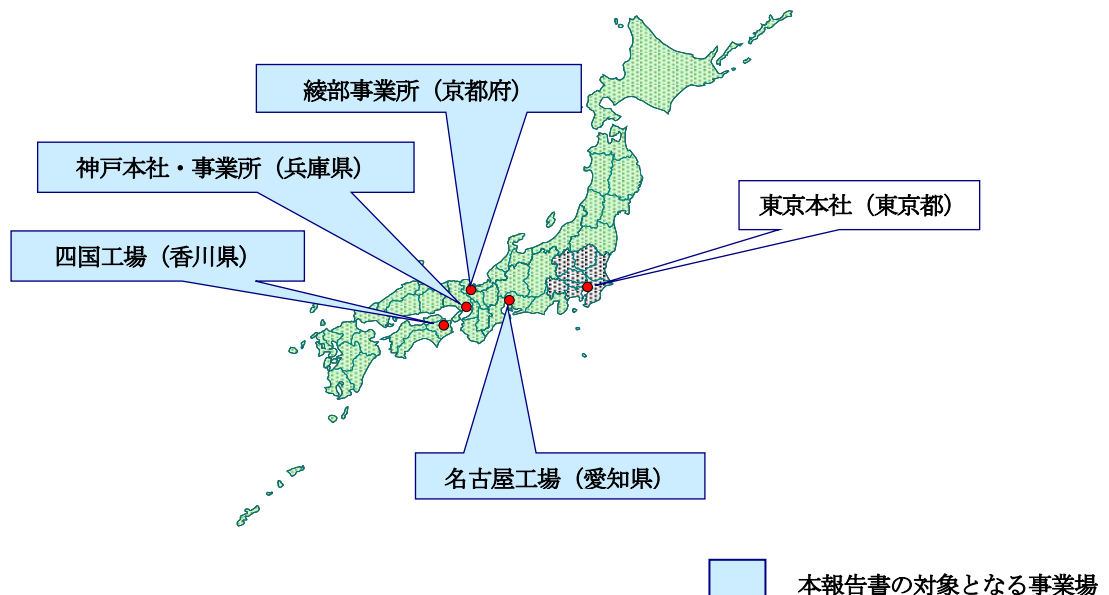 綾部事業所（京都府）
神戸本社・事業所（兵庫県）
東京本社（東京都）
四国工場（香川県）
名古屋工場（愛知県）
本報告書の対象となる事業場